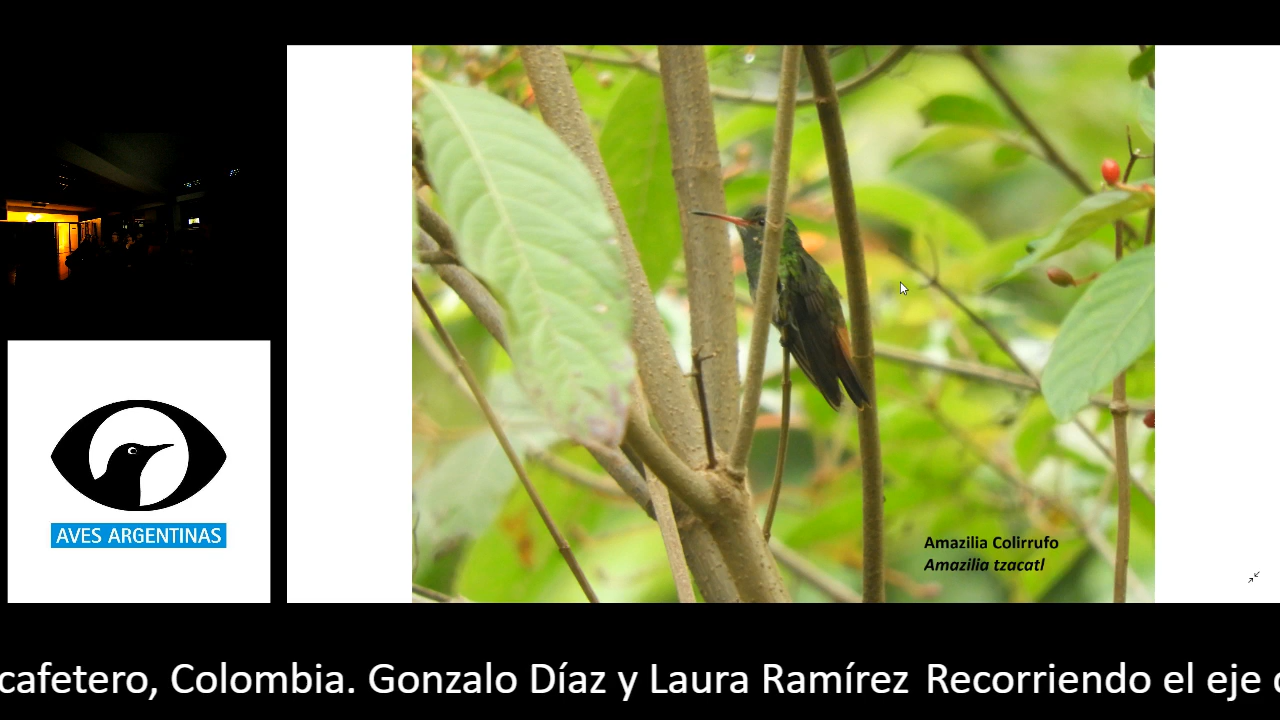 AVES ARGENTINAS
Amazilia Colirrufo
Amazilia tzacatl
cafetero, Colombia. Gonzalo Díaz y Laura Ramírez Recorriendo el eje